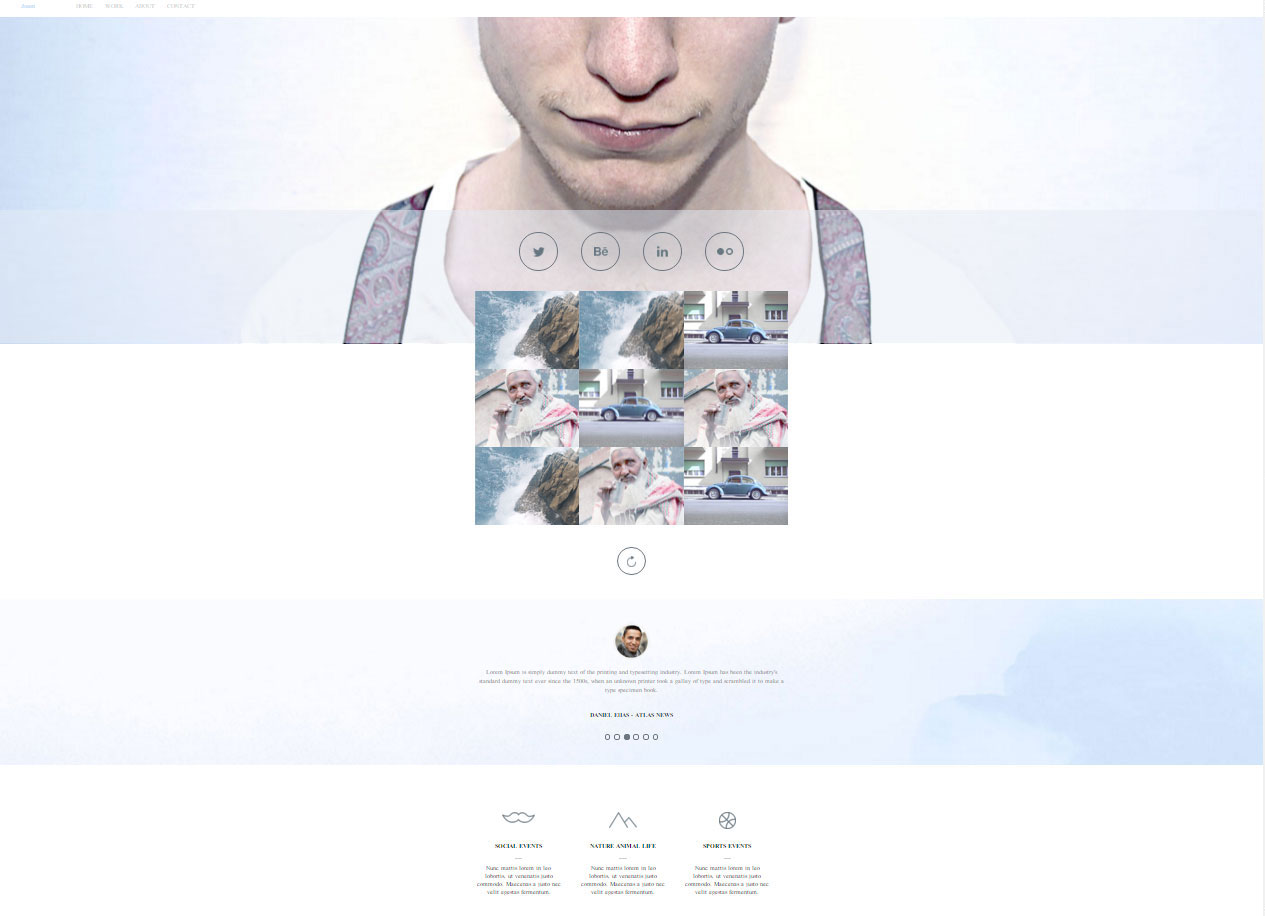 HOME WORK ABOUT CONTACT
Bē in
Lorem Ipsum is simply dummy text of the printing and typesetting industry. Lorem Ipsum has been the industry's
standard dummy text ever since the 1500s, when an unknown printer took a galley of type and scrambled it to make a
type specimen book.
DANIEL ELIAS - ATLAS NEWS
SOCIAL EVENTS
Nunc mattis lorem in leo
lobortis, ut venenatis justo
commodo. Maecenas a justo nec
velit egestas fermentum.
NATURE ANIMAL LIFE
Nunc mattis lorem in leo
lobortis, ut venenatis justo
commodo. Maecenas a justo nec
velit egestas fermentum.
SPORTS EVENTS
Nunc mattis lorem in leo
lobortis, ut venenatis justo
commodo. Maecenas a justo nec
velit egestas fermentum.